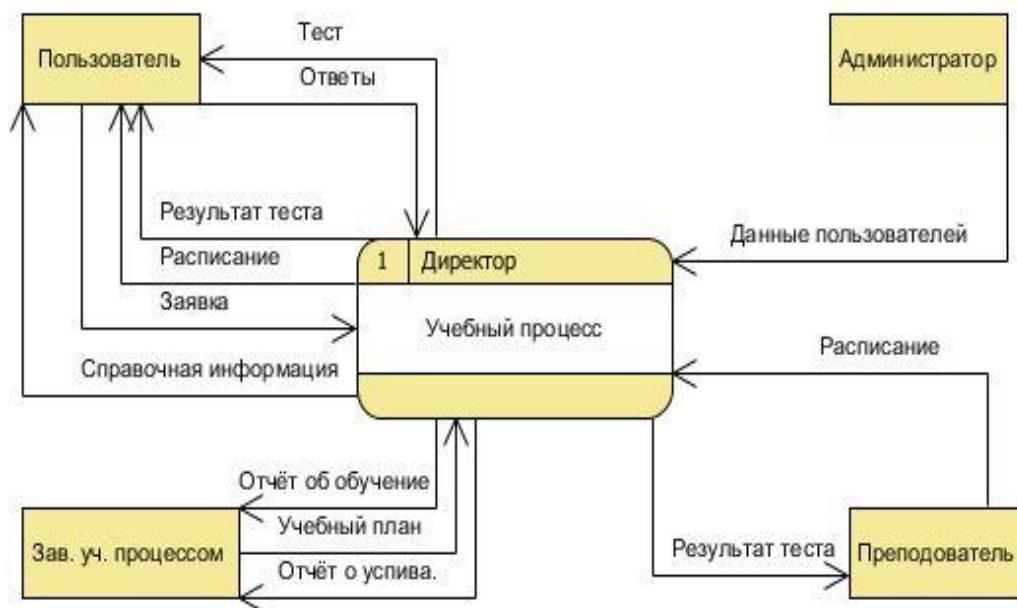 Тест
Пользователь
Администратор
Ответы
Результат теста
Данные пользователей
Расписание
1 Директор
Заявка
Учебный процесс
Расписание
Справочная информация
Отчёт об обучение
Учебный план
Зав. уч. процессом
Результат теста
Преподователь
Отчёт о успива.